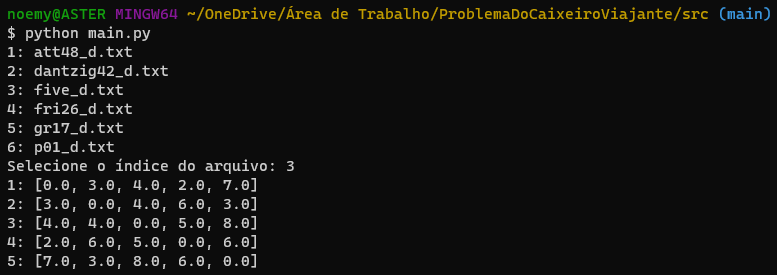 noemy@ASTER MINGW64 ~/OneDrive/Área de Trabalho/ProblemaDoCaixeiroViajante/src (main)
$ python main.py
1: att48_d.txt
2: dantzig42_d.txt
3: five_d.txt
4: fri26_d.txt
5: gr17_d.txt
6: p01_d.txt
Selecione o índice do arquivo: 3
1: [0.0, 3.0, 4.0, 2.0, 7.0]
2: [3.0, 0.0, 4.0, 6.0, 3.0]
3: [4.0, 4.0, 0.0, 5.0, 8.0]
4: [2.0, 6.0, 5.0, 0.0, 6.0]
5: [7.0, 3.0, 8.0, 6.0, 0.0]